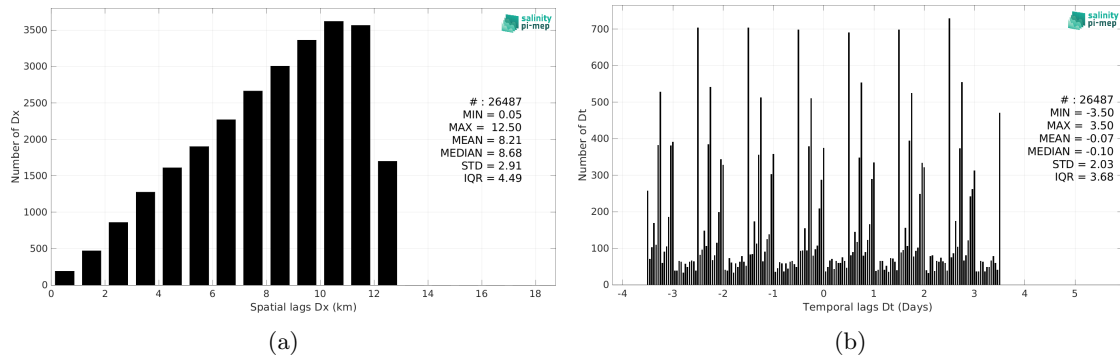 salinity
pi-mep
3500
3000
2500
2000
1500
1000
500
0
Number of Dx
# : 26487
MIN = 0.05
MAX = 12.50
MEAN = 8.21
MEDIAN = 8.68
STD = 2.91
IQR = 4.49
0 2 4 6 8 10 12 14 16 18
Spatial lags Dx (km)
(a)
salinity
pi-mep
700
600
500
400
300
200
100
0
Number of Dt
# : 26487
MIN = -3.50
MAX = 3.50
MEAN = -0.07
MEDIAN = -0.10
STD = 2.03
IQR = 3.68
-4 -3 -2 -1 0 1 2 3 4 5
Temporal lags Dt (Days)
(b)